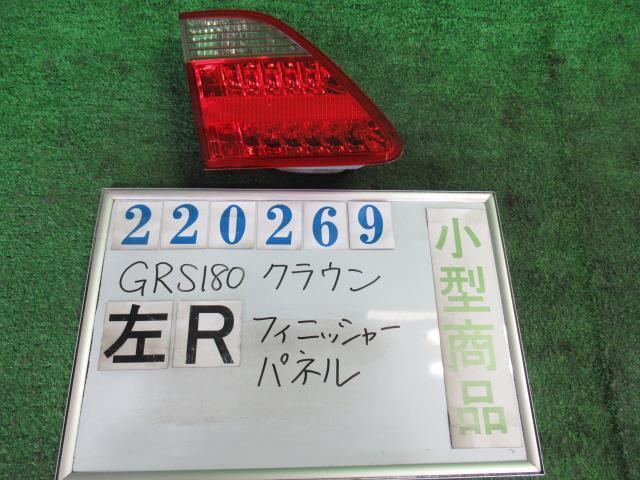 220269
GRS180 クラウン
左 R フィニッシャー
パネル
小型商品